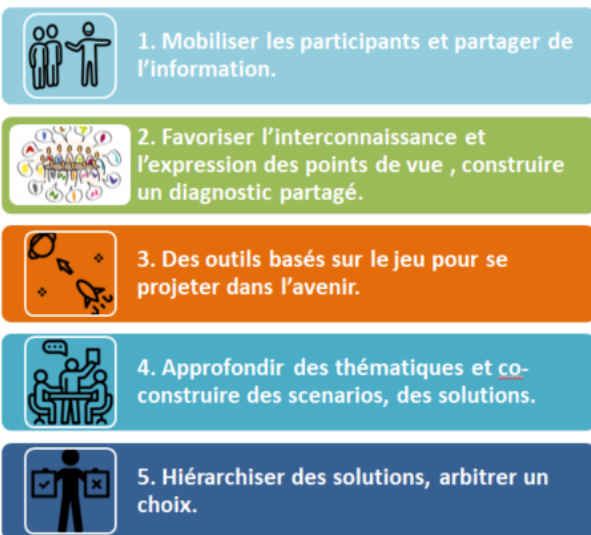 1. Mobiliser les participants et partager de
l'information.
2. Favoriser l'interconnaissance et
l'expression des points de vue , construire
un diagnostic partagé.
3. Des outils basés sur le jeu pour se
projeter dans l'avenir.
4. Approfondir des thématiques et co-
construire des scenarios, des solutions.
5. Hiérarchiser des solutions, arbitrer un
choix.